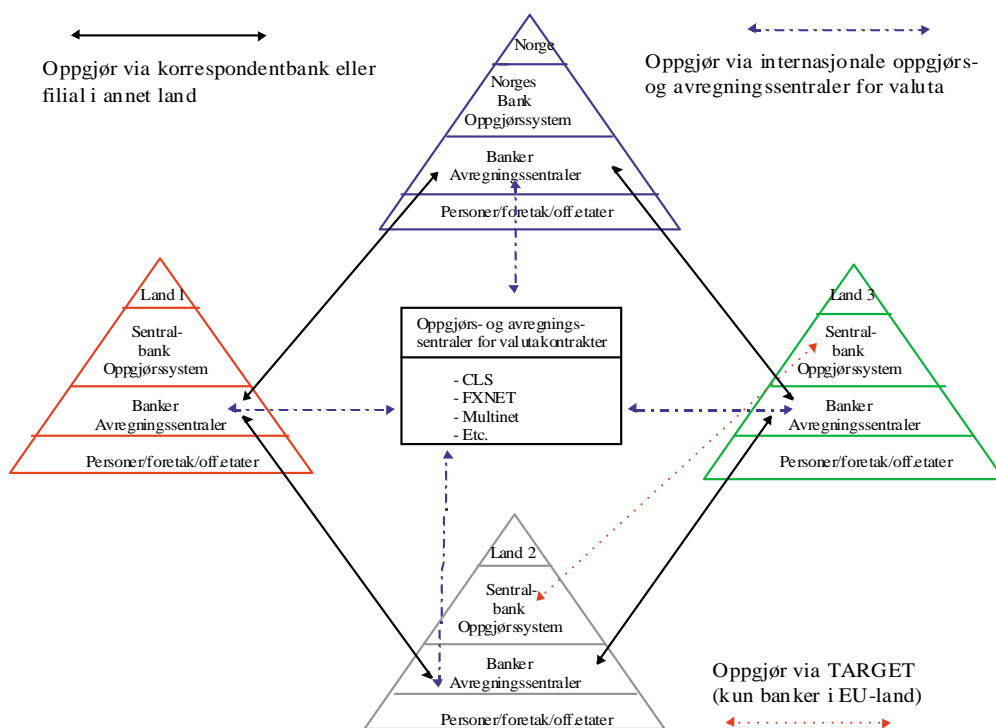 Oppgjør via korrespondentbank eller
filial i annet land
Oppgjør via internasjonale oppgjørs-
og avregningssentraler for valuta
Norge
Norges
Bank
Oppgjørssystem
Banker
Avregningssentraler
Personer/foretak/off.etater
Land 1
Sentral-
bank
Oppgjørssystem
Banker
Avregningssentraler
Personer/foretak/off.etater
Oppgjørs- og avregnings-
sentraler for valutakontrakter
- CLS
- FXNET
- Multinet
- Etc.
Land 3
Sentral-
bank
Oppgjørssystem
Banker
Avregningssentraler
Personer/foretak/off.etater
Land 2
Sentral-
bank
Oppgjørssystem
Banker
Avregningssentraler
Personer/foretak/off.etater
Oppgjør via TARGET
(kun banker i EU-land)